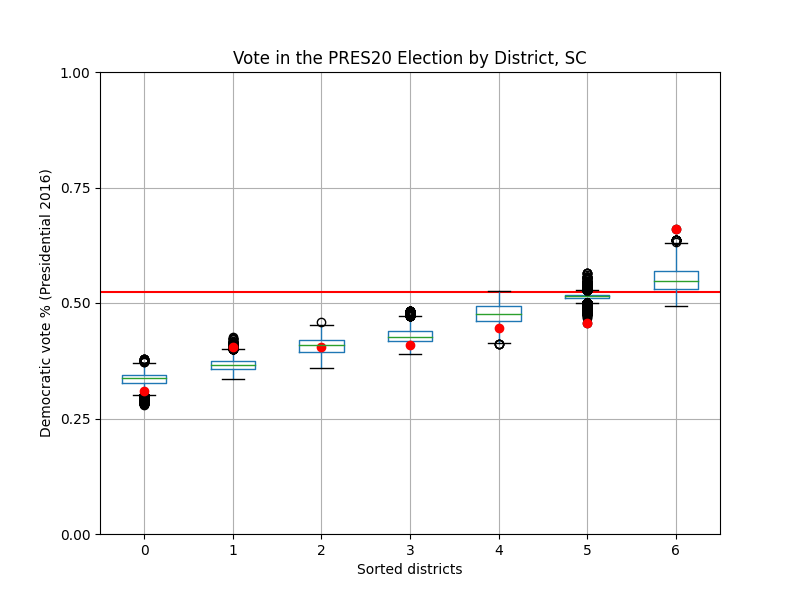 Vote in the PRES20 Election by District, SC
Democratic vote % (Presidential 2016)
1.00
0.75
0.50
0.25
0.00
0 1 2 3 4 5 6
Sorted districts